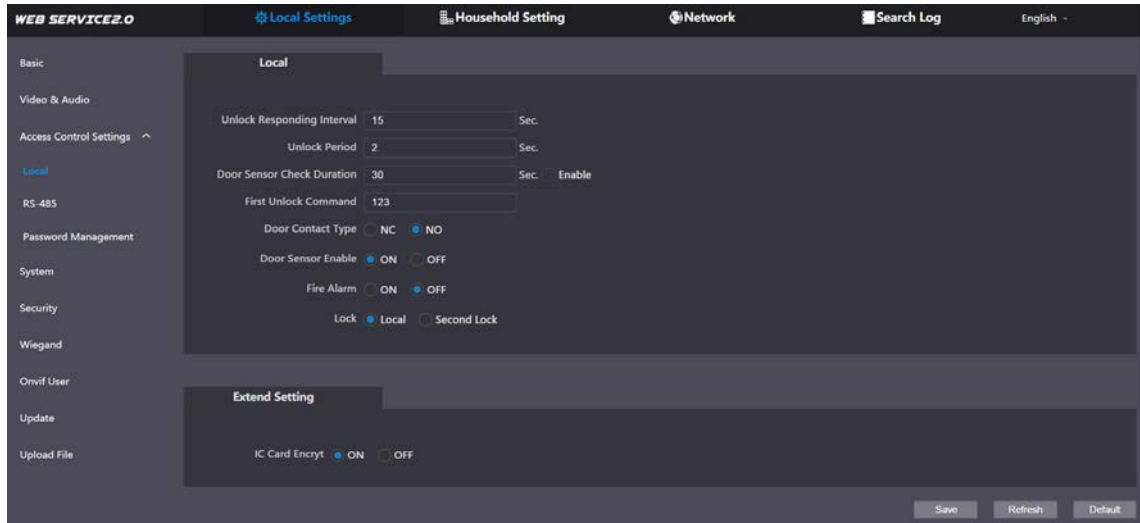 WEB SERVICE2.0 Local Settings Household Setting Network Search Log English
Basic
Local
Video & Audio
Unlock Responding Interval 15 Sec.
Access Control Settings
Unlock Period 2 Sec.
Local
Door Sensor Check Duration 30 Sec. Enable
RS-485
First Unlock Command 123
Door Contact Type NC NO
Password Management
Door Sensor Enable ON OFF
System
Fire Alarm ON OFF
Security
Lock Local Second Lock
Wiegand
Onvif User
Extend Setting
Update
Upload File
IC Card Encryt ON OFF
Save Refresh Default